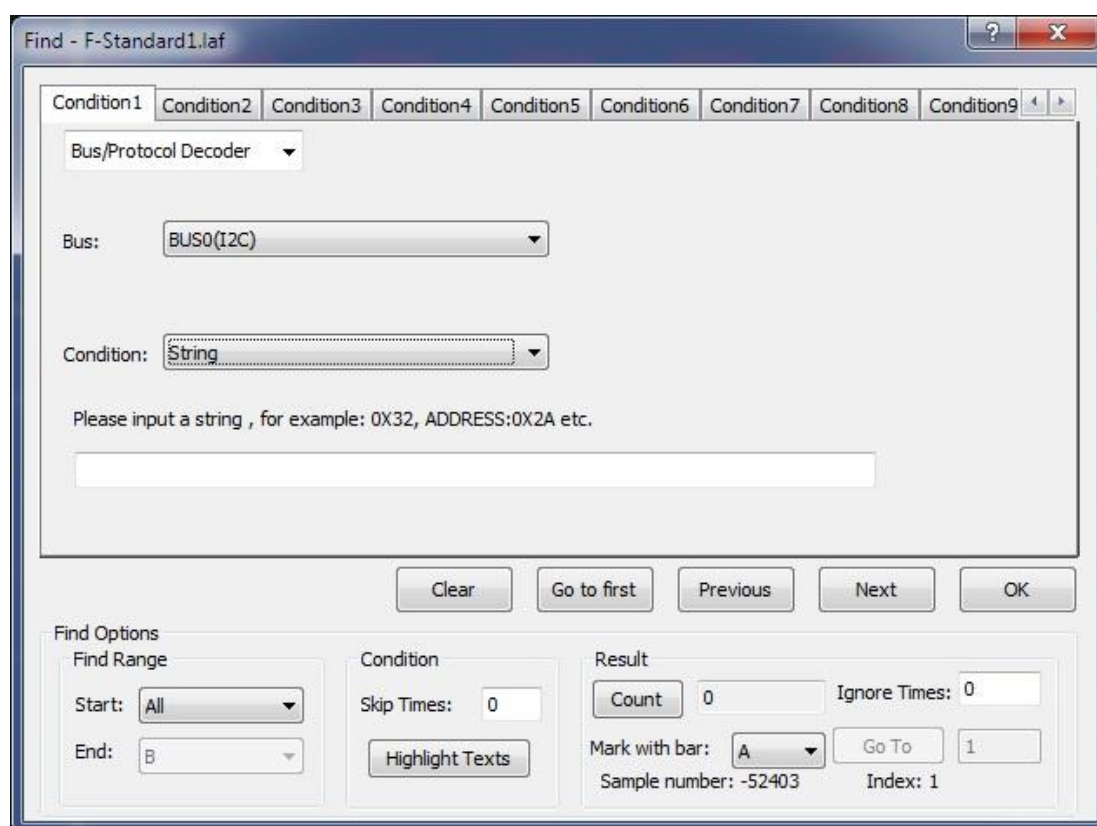 Find - F-Standard1.laf
?
X
Condition1 Condition2 Condition3 Condition4 Condition5 Condition6 Condition7 Condition8 Condition9
Bus/Protocol Decoder
Bus: BUS0(I2C)
Condition: String
Please input a string , for example: 0X32, ADDRESS:0X2A etc.
Clear Go to first Previous Next OK
Find Options
Find Range Condition Result
Start: All Skip Times: 0 Count 0 Ignore Times: 0
End: B Highlight Texts Mark with bar: A Go To 1
Sample number: -52403 Index: 1